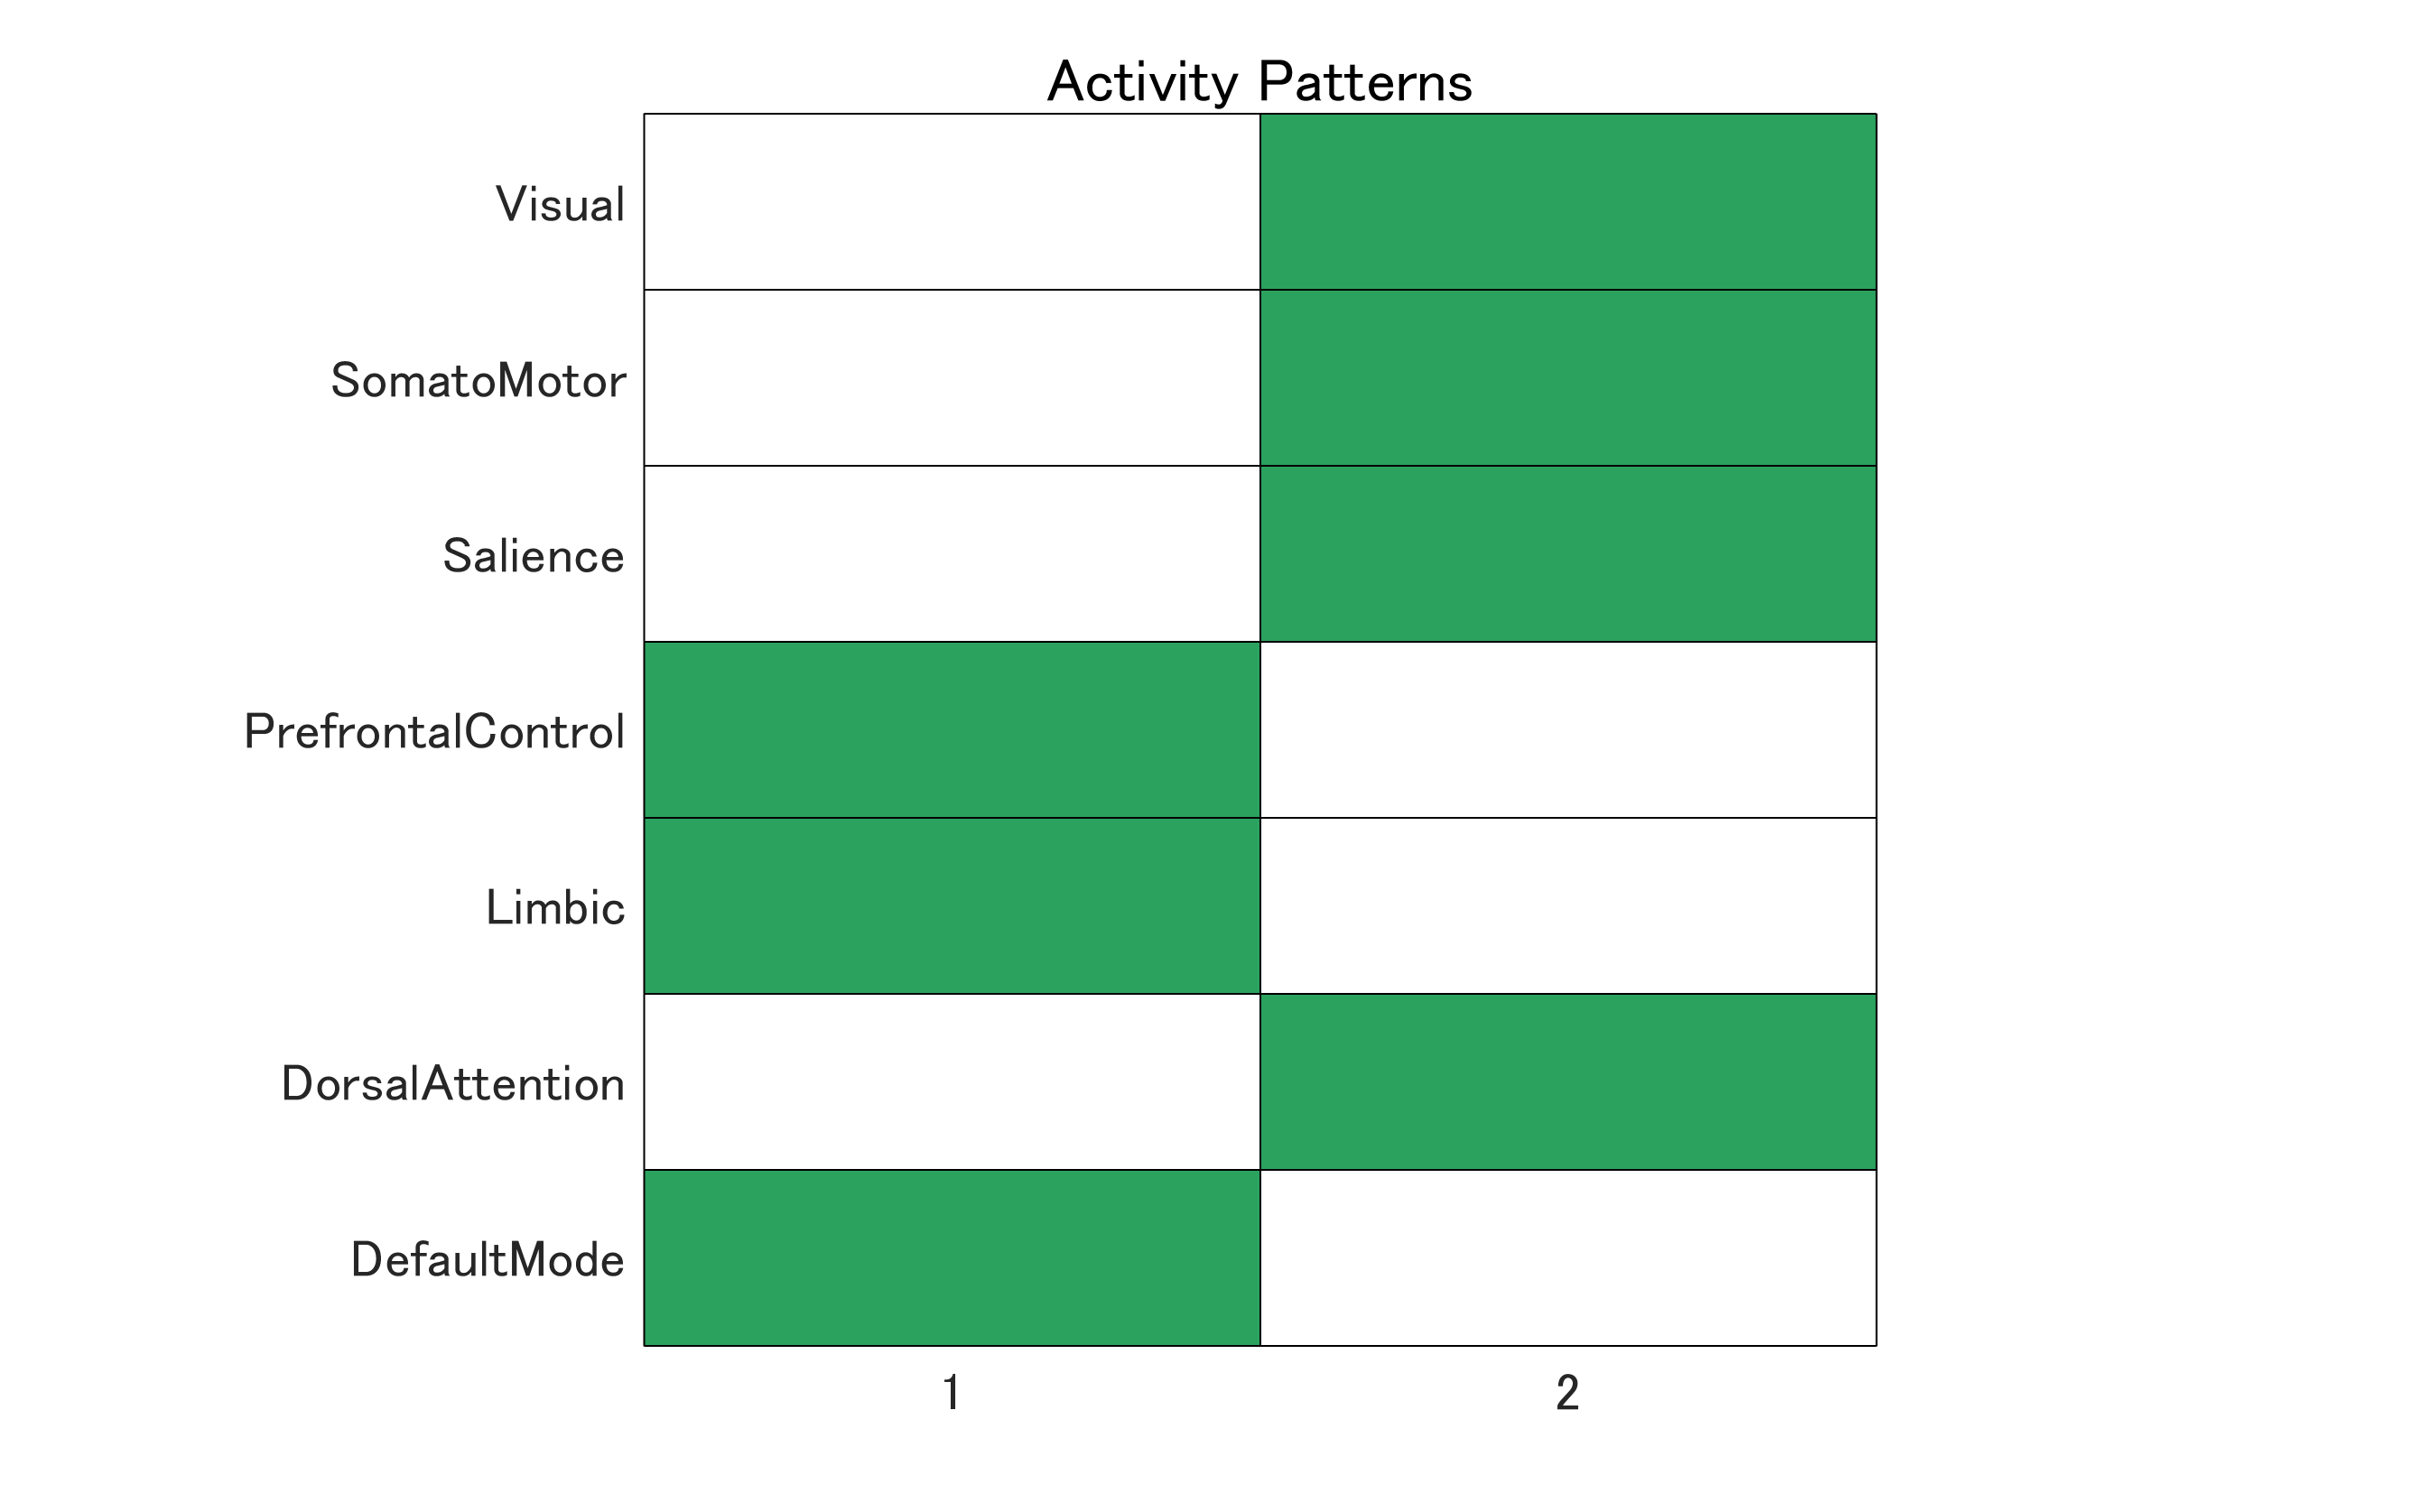 Activity Patterns
Visual
SomatoMotor
Salience
PrefrontalControl
Limbic
DorsalAttention
DefaultMode
1 2